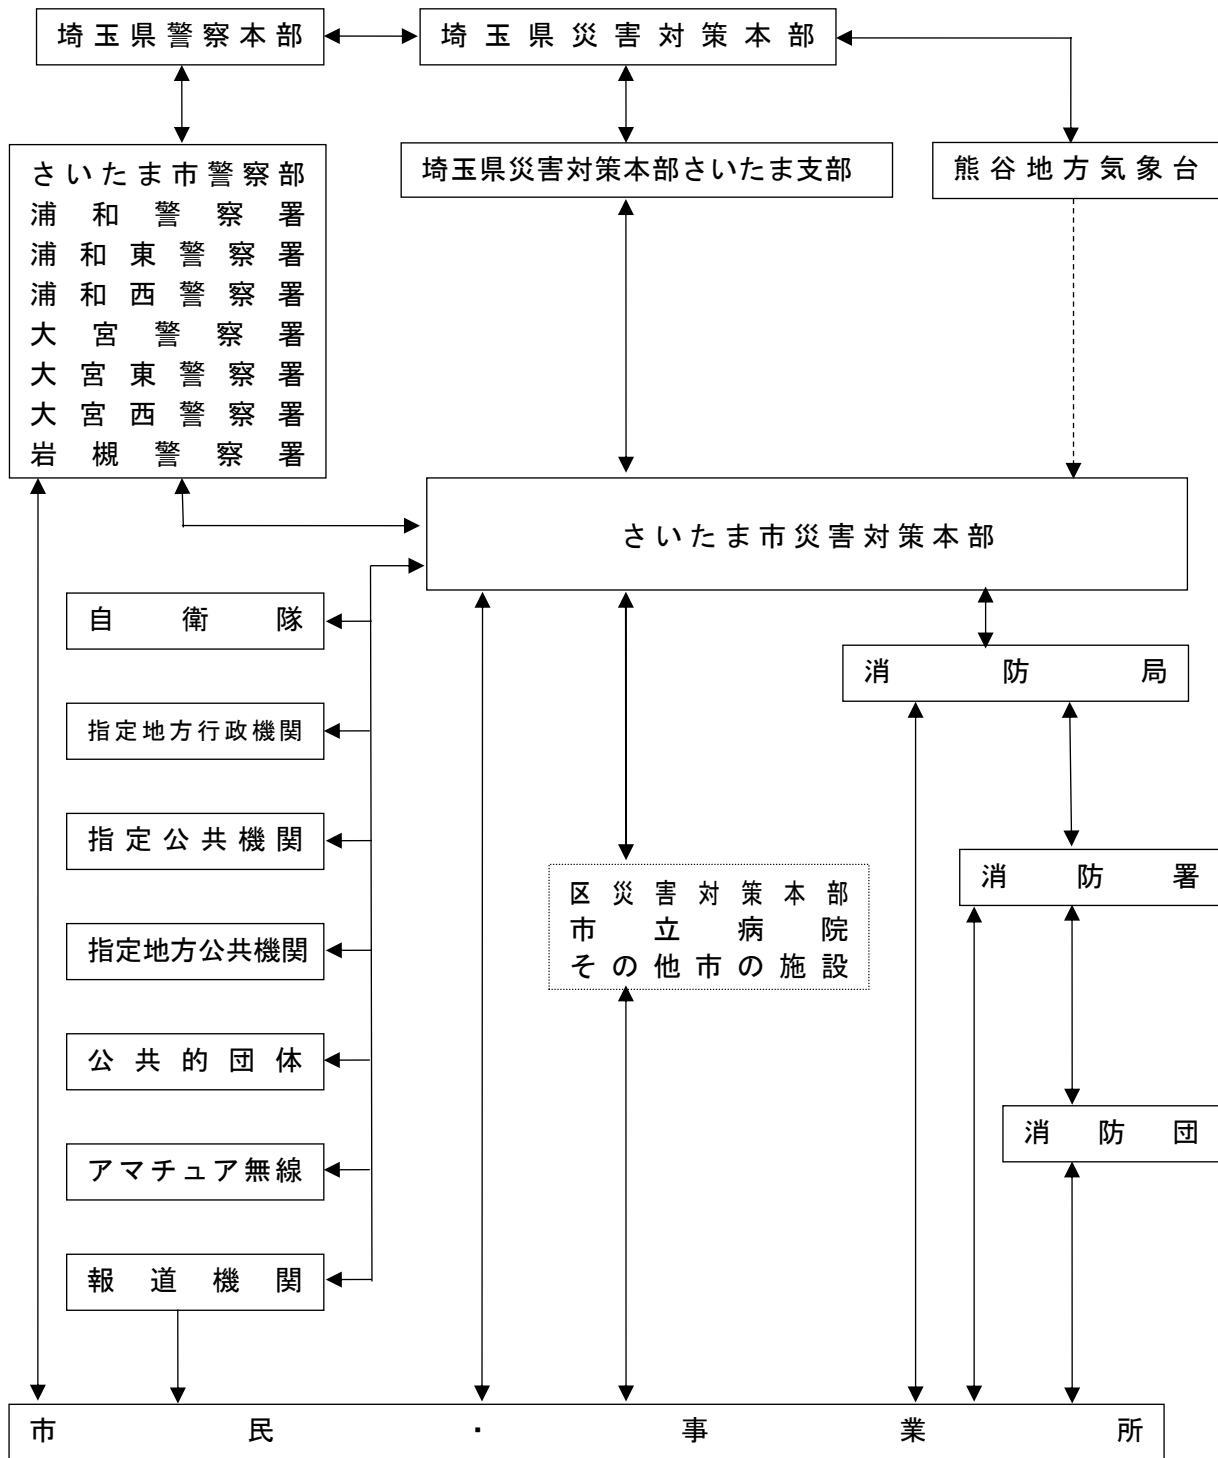 埼玉県警察本部
埼玉県災害対策本部
さいたま市警察部
浦和警察署
浦和東警察署
浦和西警察署
大宮警察署
大宮東警察署
大宮西警察署
岩槻警察署
埼玉県災害対策本部さいたま支部
熊谷地方気象台
さいたま市災害対策本部
自衛隊
指定地方行政機関
指定公共機関
指定地方公共機関
公共的団体
アマチュア無線
報道機関
区災害対策本部
市立病院
その他市の施設
消防局
消防署
消防団
市民・事業所